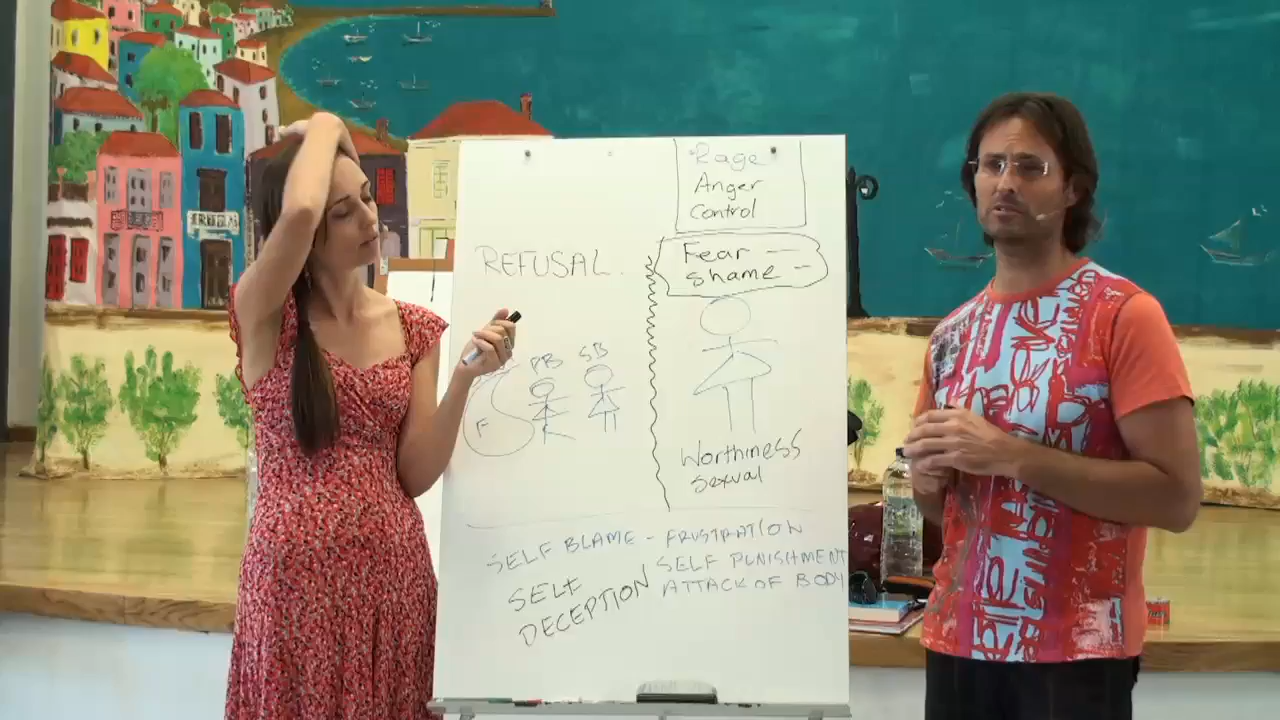 Rage
Anger
Control
Fear —
shame -
REFUSAL.
PB SB
F
Worthiness
sexual
SELF BLAME - FRUSTRATION
SELF PUNISHMENT
ATTACK OF BODY
SELF
DECEPTION